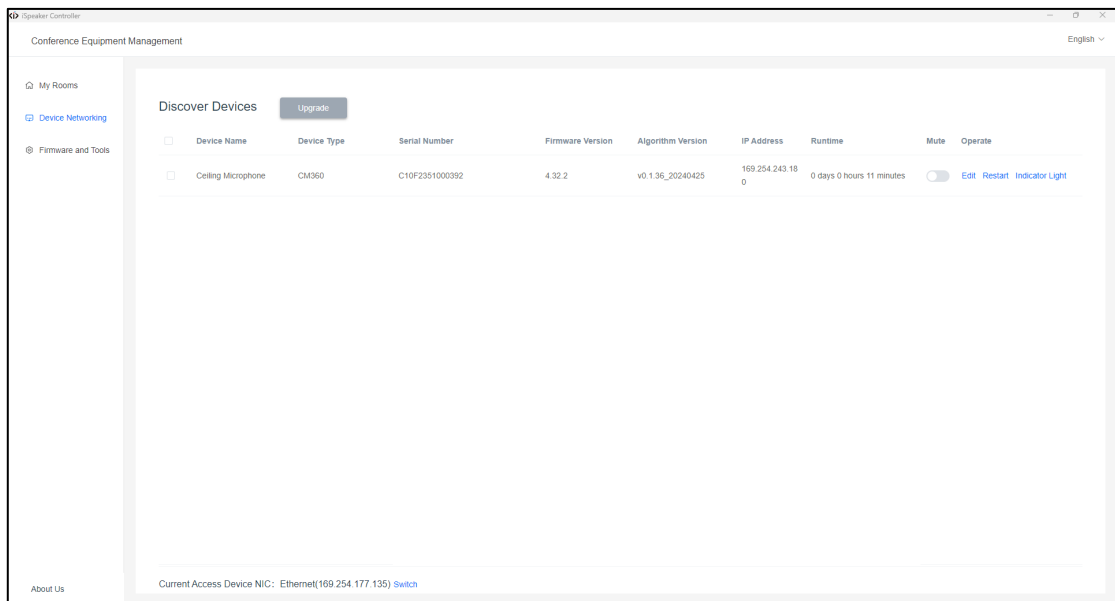 iSpeaker Controller
Conference Equipment Management
English
My Rooms
Device Networking
Firmware and Tools
About Us
Discover Devices
Upgrade
Device Name Device Type Serial Number Firmware Version Algorithm Version IP Address Runtime Mute Operate
Ceiling Microphone CM360 C10F2351000392 4.32.2 v0.1.36_20240425 169.254.243.18 0 days 0 hours 11 minutes Edit Restart Indicator Light
0
Current Access Device NIC： Ethernet(169.254.177.135) Switch